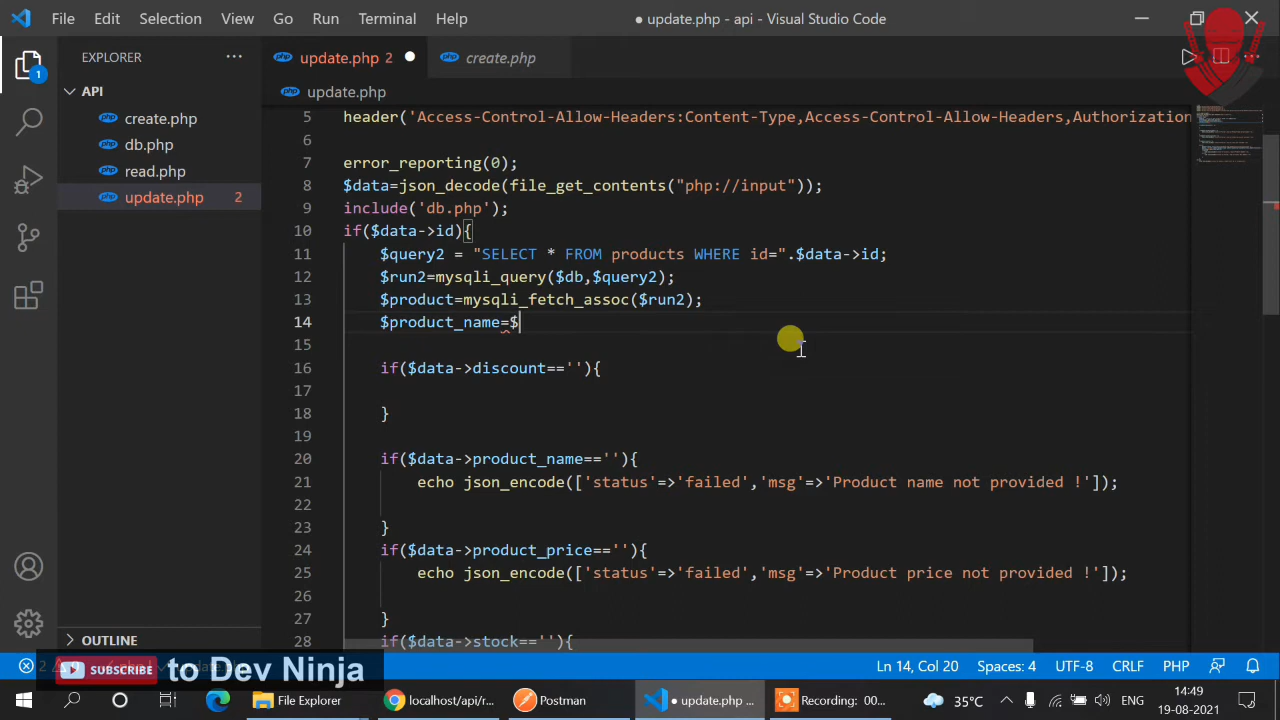 File Edit Selection View Go Run Terminal Help
● update.php - api - Visual Studio Code
EXPLORER
update.php 2
create.php
API
update.php
create.php
db.php
read.php
update.php 2
1
5 header('Access-Control-Allow-Headers:Content-Type,Access-Control-Allow-Headers,Authorization
6
7 error_reporting(0);
8 $data=json_decode(file_get_contents("php://input"));
9 include('db.php');
10 if($data->id){
11 $query2 = "SELECT * FROM products WHERE id=".$data->id;
12 $run2=mysqli_query($db,$query2);
13 $product=mysqli_fetch_assoc($run2);
14 $product_name=$
15
16 if($data->discount==''){
17
18 }
19
20 if($data->product_name==''){
21 echo json_encode(['status'=>'failed','msg'=>'Product name not provided !']);
22
23 }
24 if($data->product_price==''){
25 echo json_encode(['status'=>'failed','msg'=>'Product price not provided !']);
26
27 }
28 if($data->stock==''){
OUTLINE
SUBSCRIBE to Dev Ninja
Ln 14, Col 20 Spaces: 4 UTF-8 CRLF PHP
File Explorer
localhost/api/r...
Postman
● update.php ...
Recording: 00...
35°C
ENG
14:49
19-08-2021